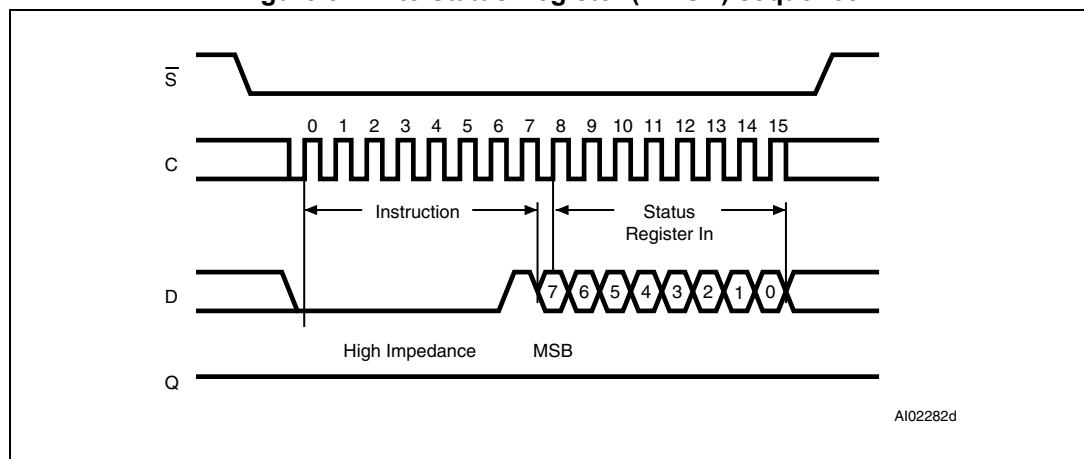 S
0 1 2 3 4 5 6 7 8 9 10 11 12 13 14 15
C
Instruction
Status
Register In
D
7 6 5 4 3 2 1 0
High Impedance
MSB
Q
AI02282d